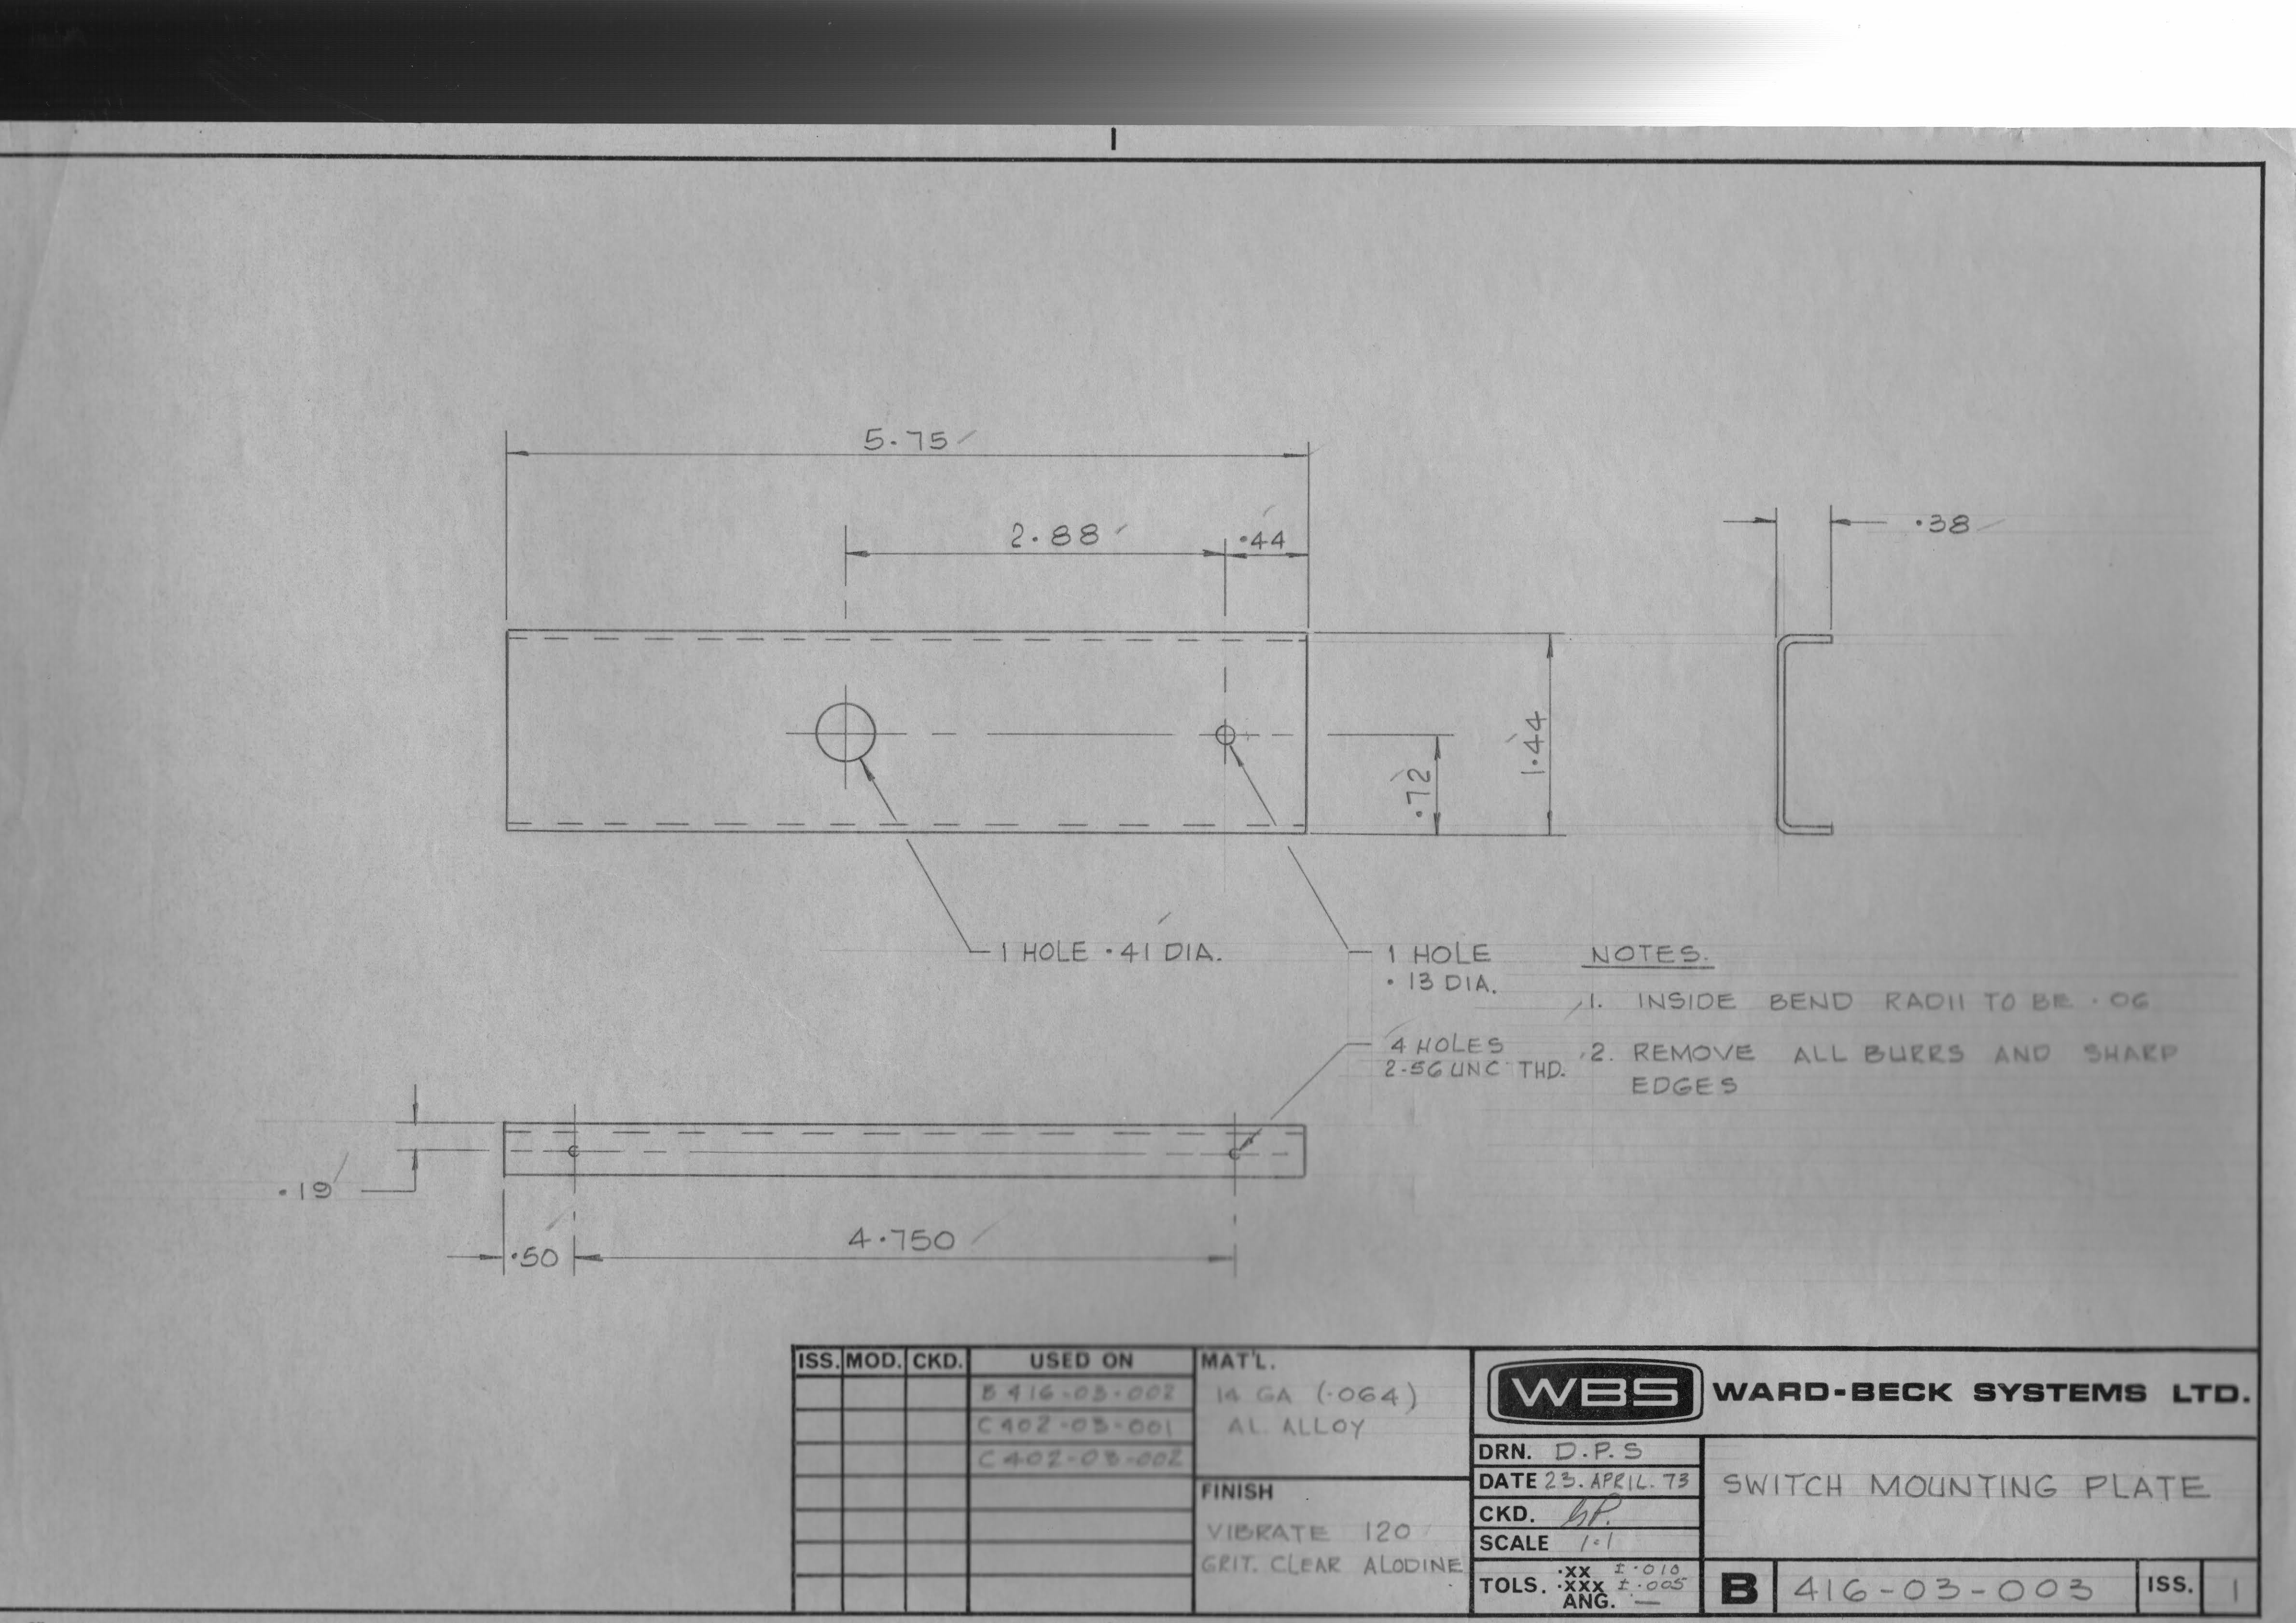 5.75
2.88
.44
.38
1.44
.72
1 HOLE .41 DIA.
1 HOLE
.13 DIA.
4 HOLES
2-56 UNC THD.
NOTES.
1. INSIDE BEND RADII TO BE .06
2. REMOVE ALL BURRS AND SHARP
EDGES
.19
.50
4.750
ISS. MOD. CKD. USED ON
B 416-03-002
C 402-03-001
C 402-03-002
MAT'L.
14 GA (.064)
AL. ALLOY
FINISH
VIBRATE 120
GRIT. CLEAR ALODINE
WBS WARD-BECK SYSTEMS LTD.
DRN. D.P.S
DATE 23. APRIL. 73
CKD.
SCALE 1:1
TOLS. .XX ±.010
.XXX ±.005
ANG. —
SWITCH MOUNTING PLATE
B 416-03-003 ISS. 1